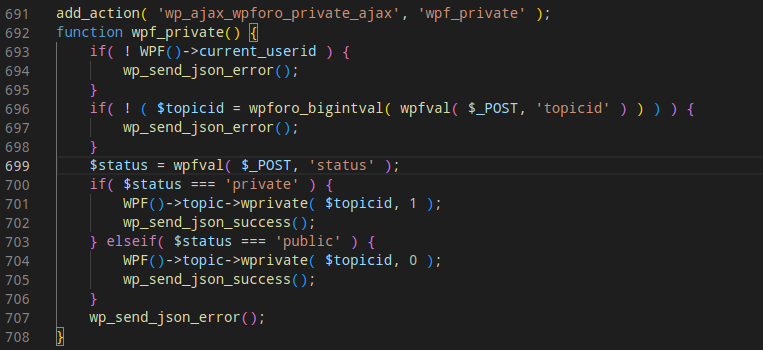 691 add_action( 'wp_ajax_wpforo_private_ajax', 'wpf_private' );
692 function wpf_private() {
693     if( ! WPF()->current_userid ) {
694         wp_send_json_error();
695     }
696     if( ! ( $topicid = wpforo_bigintval( wpfval( $_POST, 'topicid' ) ) ) ) {
697         wp_send_json_error();
698     }
699     $status = wpfval( $_POST, 'status' );
700     if( $status === 'private' ) {
701         WPF()->topic->wprivate( $topicid, 1 );
702         wp_send_json_success();
703     } elseif( $status === 'public' ) {
704         WPF()->topic->wprivate( $topicid, 0 );
705         wp_send_json_success();
706     }
707     wp_send_json_error();
708 }